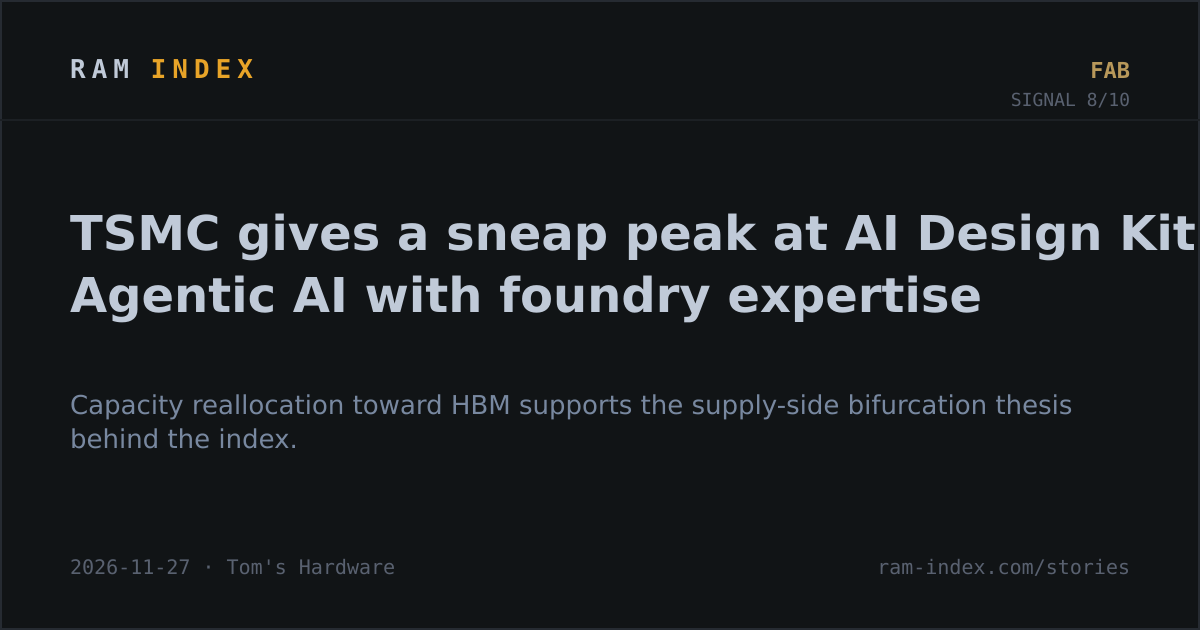 RAM INDEX
FAB
SIGNAL 8/10
TSMC gives a sneap peak at AI Design Kit
Agentic AI with foundry expertise
Capacity reallocation toward HBM supports the supply-side bifurcation thesis
behind the index.
2026-11-27 · Tom's Hardware
ram-index.com/stories